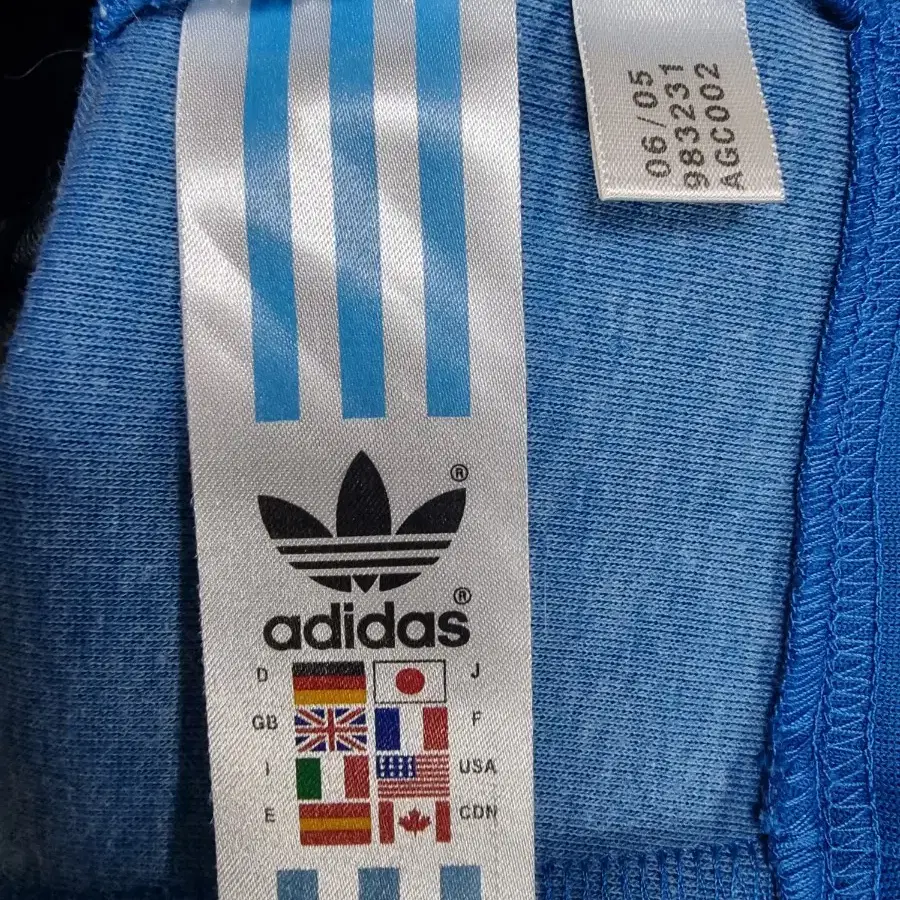 06/05
983231
AGC002
®
adidas®
D J
GB F
I USA
E CDN